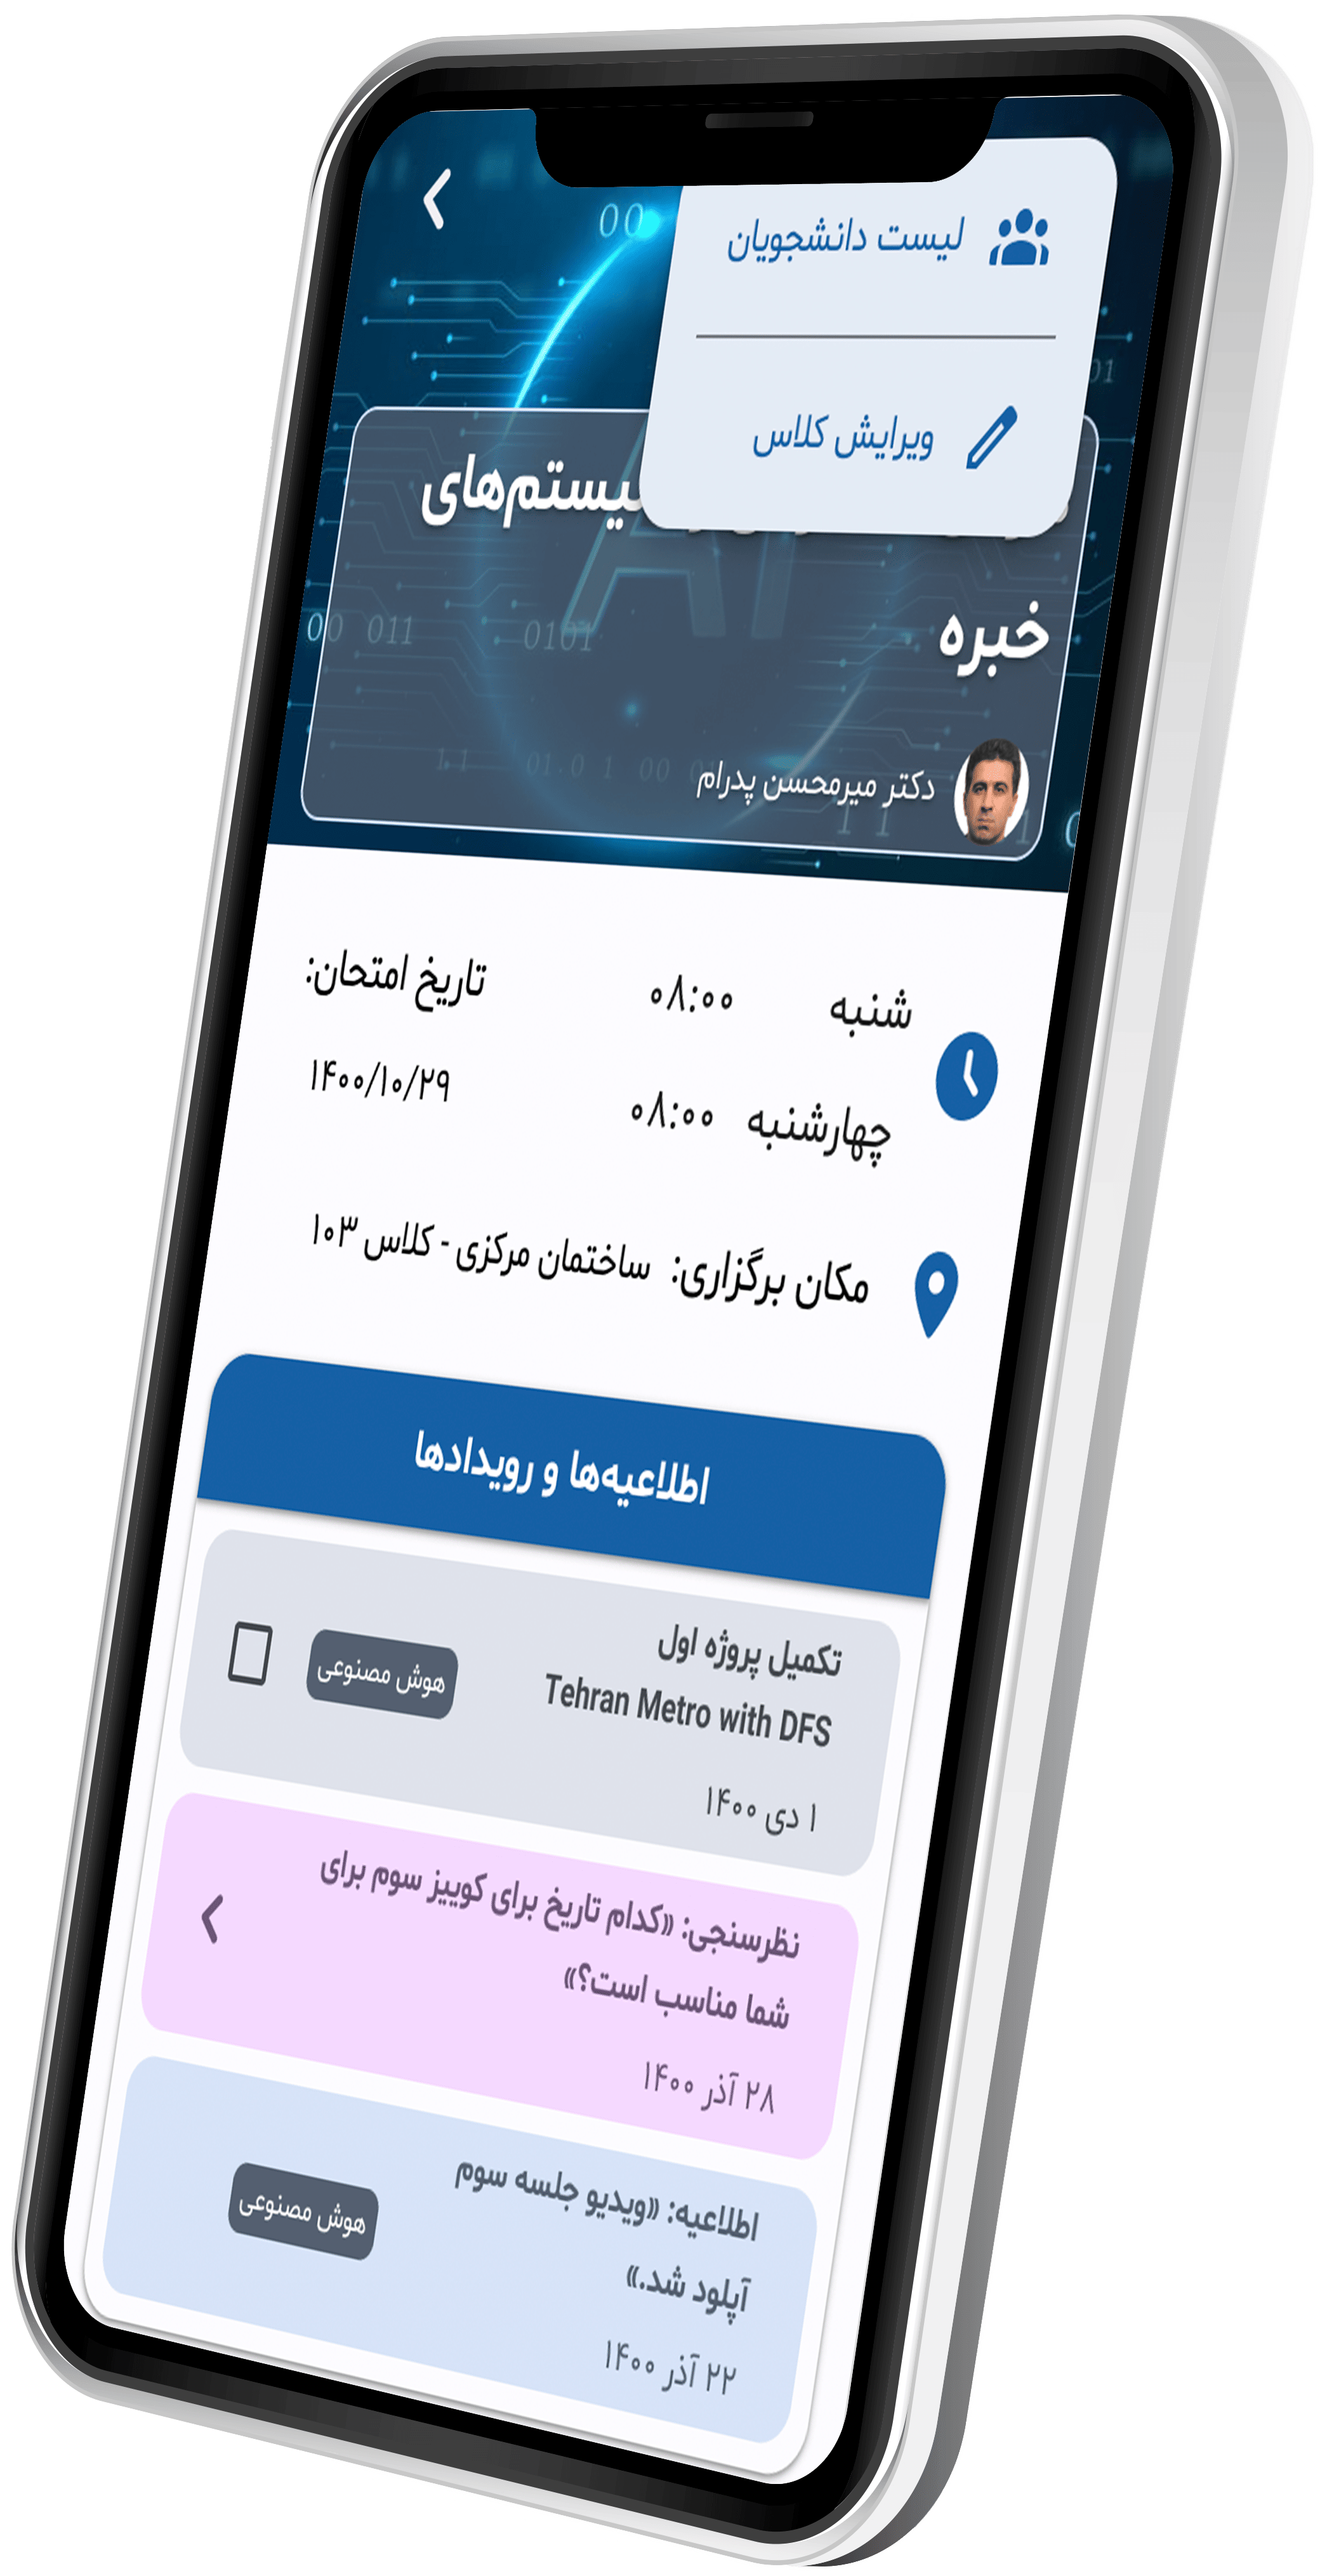 لیست دانشجویان
ویرایش کلاس
خبره
دکتر میرمحسن پدرام
شنبه ۰۸:۰۰
چهارشنبه ۰۸:۰۰
تاریخ امتحان:
۱۴۰۰/۱۰/۲۹
مکان برگزاری: ساختمان مرکزی - کلاس ۱۰۳
اطلاعیه‌ها و رویدادها
تکمیل پروژه اول
Tehran Metro with DFS
۱ دی ۱۴۰۰
هوش مصنوعی
نظرسنجی: «کدام تاریخ برای کوییز سوم برای
شما مناسب است؟»
۲۸ آذر ۱۴۰۰
اطلاعیه: «ویدیو جلسه سوم
آپلود شد.»
۲۲ آذر ۱۴۰۰
هوش مصنوعی